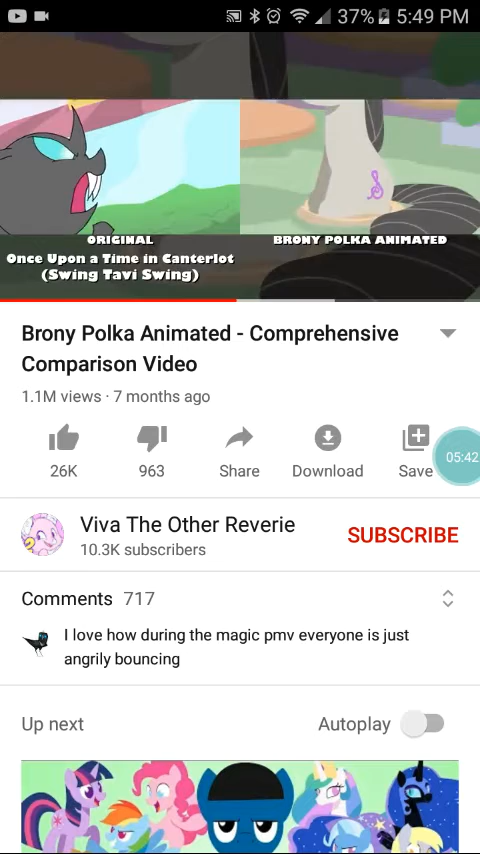 37% 5:49 PM
ORIGINAL
BRONY POLKA ANIMATED
Once Upon a Time in Canterlot
(Swing Tavi Swing)
Brony Polka Animated - Comprehensive
Comparison Video
1.1M views · 7 months ago
26K
963
Share
Download
Save
05:42
Viva The Other Reverie
SUBSCRIBE
10.3K subscribers
Comments 717
I love how during the magic pmv everyone is just
angrily bouncing
Up next
Autoplay